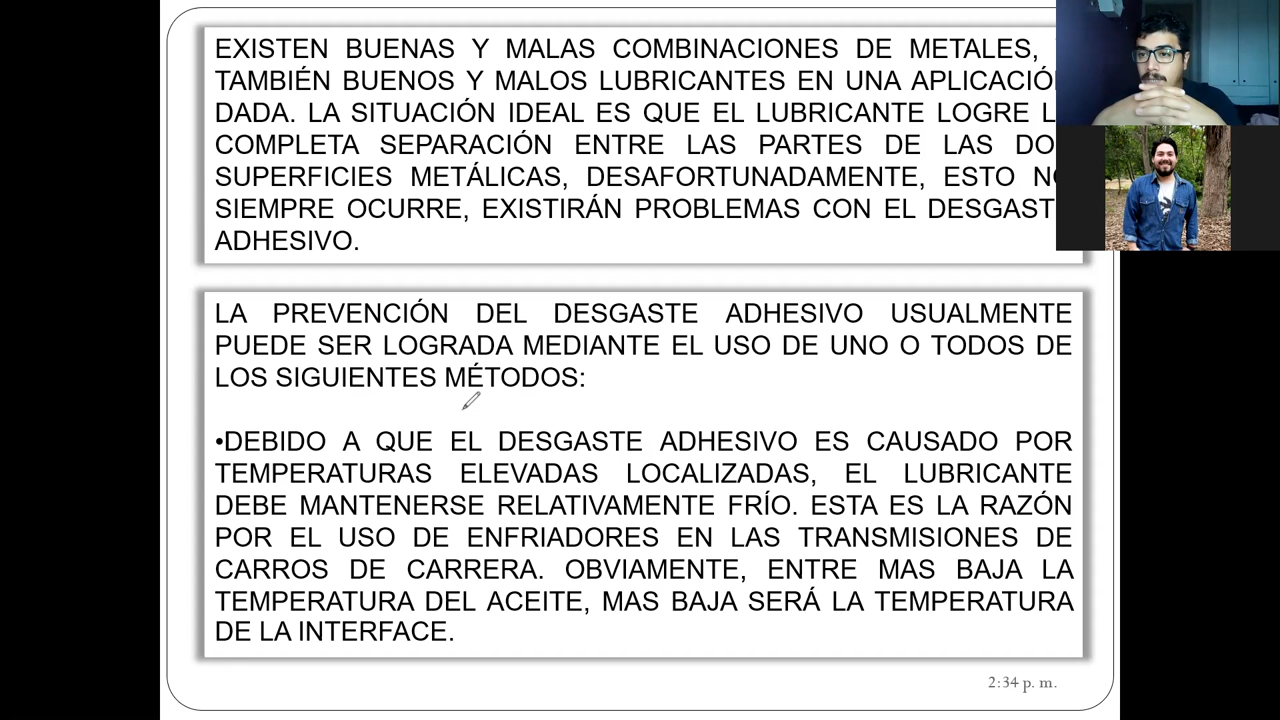 EXISTEN BUENAS Y MALAS COMBINACIONES DE METALES,
TAMBIÉN BUENOS Y MALOS LUBRICANTES EN UNA
DADA. LA SITUACIÓN IDEAL ES QUE EL LUBRICANTE LOGRE
COMPLETA SEPARACIÓN ENTRE LAS PARTES DE LAS
SUPERFICIES METÁLICAS, DESAFORTUNADAMENTE, ESTO
SIEMPRE OCURRE, EXISTIRÁN PROBLEMAS CON EL
ADHESIVO.
LA PREVENCIÓN DEL DESGASTE ADHESIVO USUALMENTE
PUEDE SER LOGRADA MEDIANTE EL USO DE UNO O TODOS DE
LOS SIGUIENTES MÉTODOS:
•DEBIDO A QUE EL DESGASTE ADHESIVO ES CAUSADO POR
TEMPERATURAS ELEVADAS LOCALIZADAS, EL LUBRICANTE
DEBE MANTENERSE RELATIVAMENTE FRÍO. ESTA ES LA RAZÓN
POR EL USO DE ENFRIADORES EN LAS TRANSMISIONES DE
CARROS DE CARRERA. OBVIAMENTE, ENTRE MAS BAJA LA
TEMPERATURA DEL ACEITE, MAS BAJA SERÁ LA TEMPERATURA
DE LA INTERFACE.
2:34 p. m.